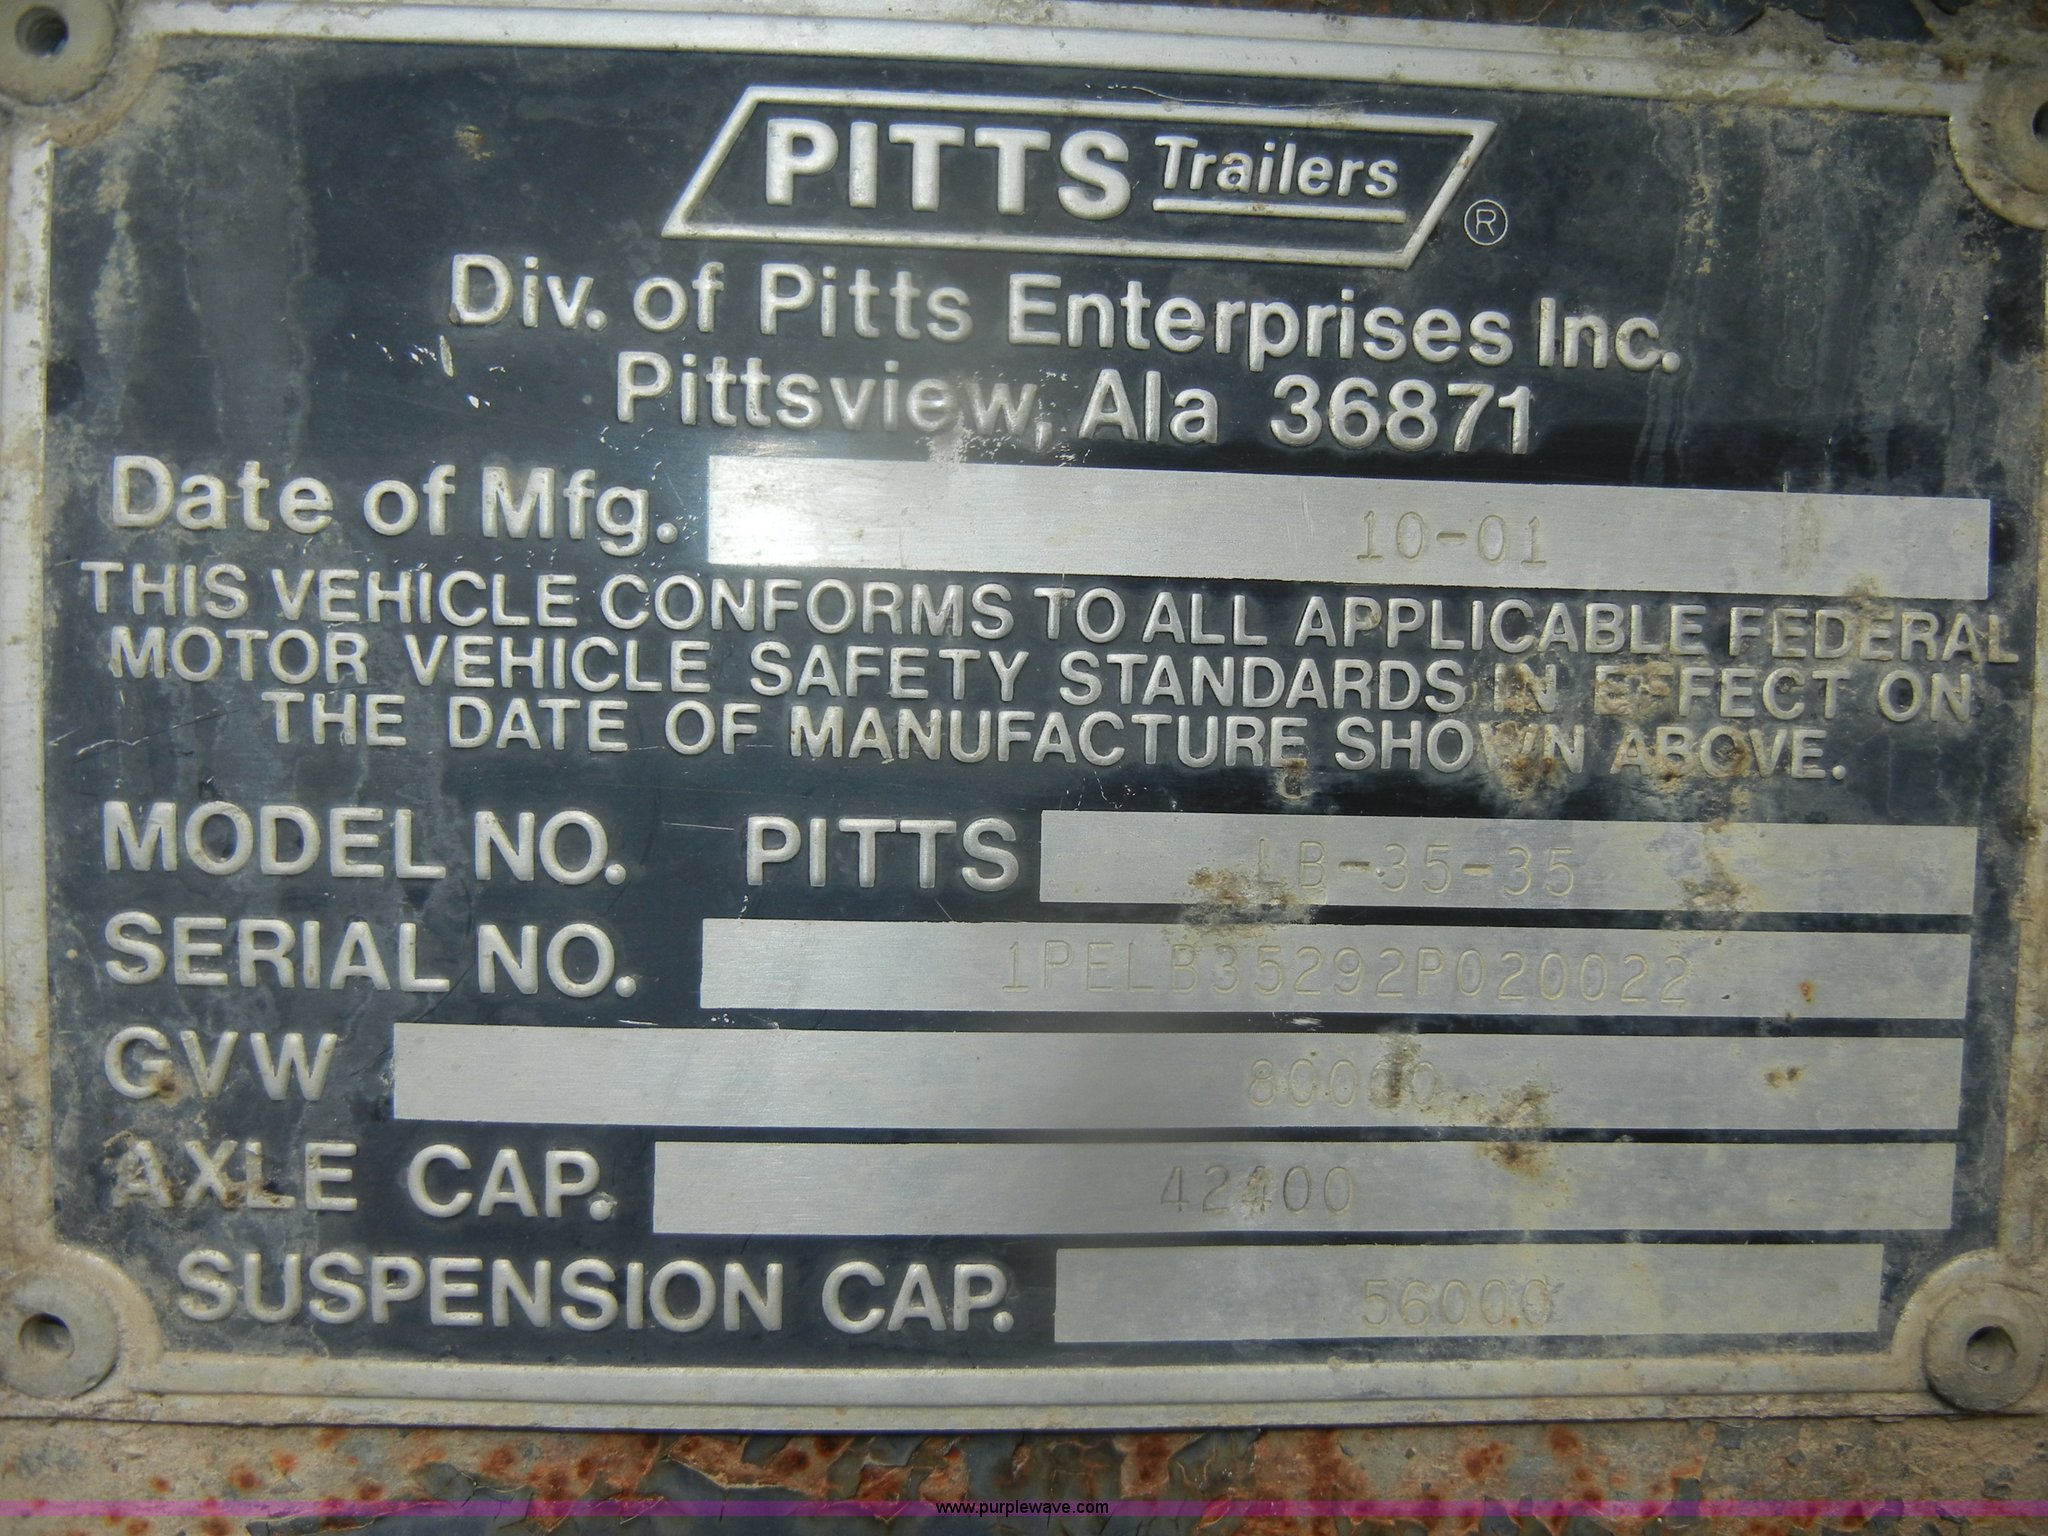 PITTS Trailers ®
Div. of Pitts Enterprises Inc.
Pittsview, Ala 36871
Date of Mfg. 10-01
THIS VEHICLE CONFORMS TO ALL APPLICABLE FEDERAL
MOTOR VEHICLE SAFETY STANDARDS IN EFFECT ON
THE DATE OF MANUFACTURE SHOWN ABOVE.
MODEL NO. PITTS LB-35-35
SERIAL NO. 1PELB35292P020022
GVW 80000
AXLE CAP. 42400
SUSPENSION CAP. 56000
www.purplewave.com